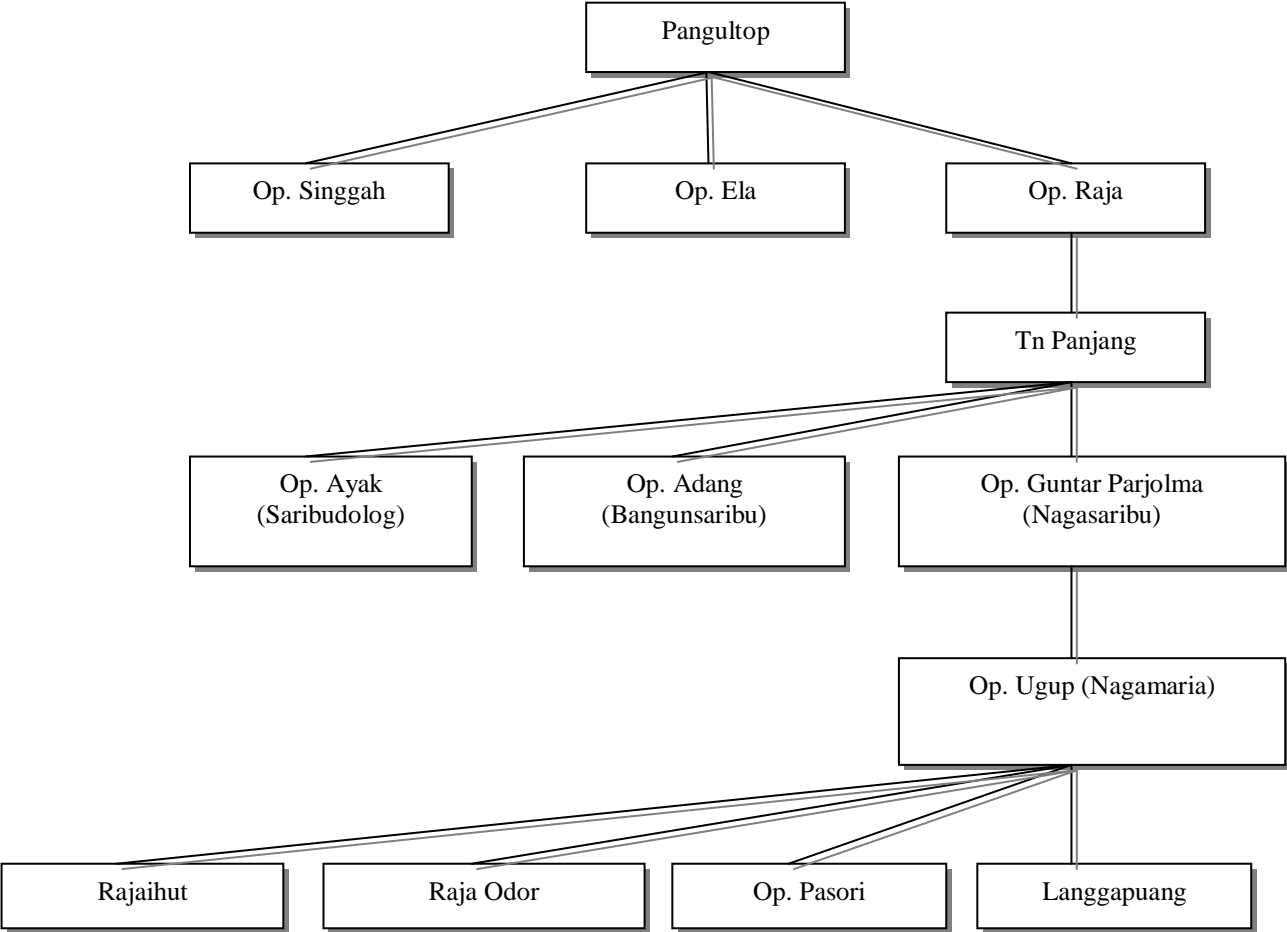 Pangultop
Op. Singgah
Op. Ela
Op. Raja
Tn Panjang
Op. Ayak
(Saribudolog)
Op. Adang
(Bangunsaribu)
Op. Guntar Parjolma
(Nagasaribu)
Op. Ugup (Nagamaria)
Rajaihut
Raja Odor
Op. Pasori
Langgapuang